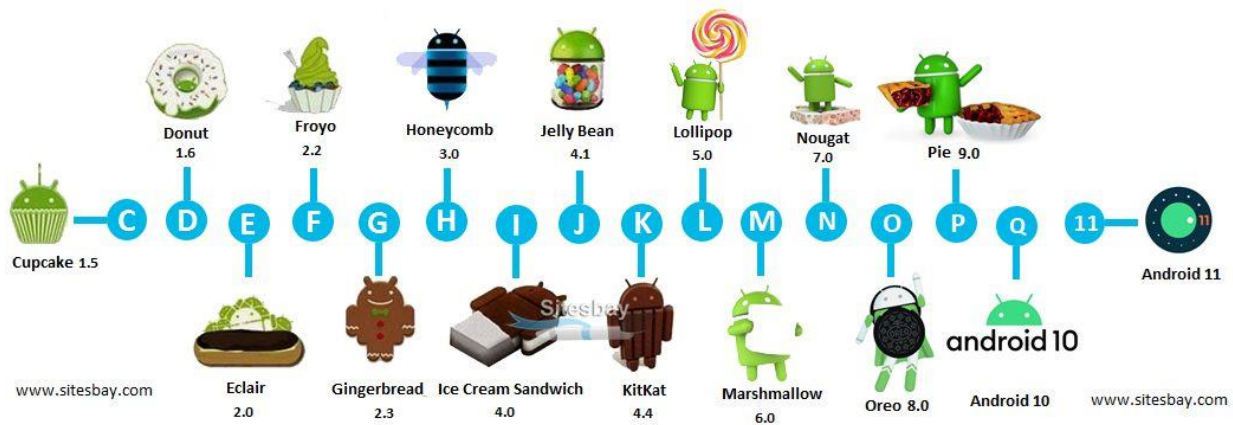 Donut
1.6
Froyo
2.2
Honeycomb
3.0
Jelly Bean
4.1
Lollipop
5.0
Nougat
7.0
Pie 9.0
C
D
E
F
G
H
I
J
K
L
M
N
O
P
Q
11
11
Cupcake 1.5
Android 11
Sitesbay
android 10
www.sitesbay.com
Eclair
2.0
Gingerbread
2.3
Ice Cream Sandwich
4.0
KitKat
4.4
Marshmallow
6.0
Oreo 8.0
Android 10
www.sitesbay.com